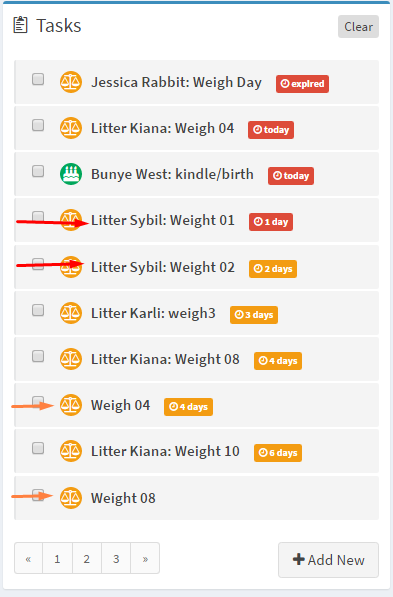 Tasks
Clear
Jessica Rabbit: Weigh Day expired
Litter Kiana: Weigh 04 today
Bunye West: kindle/birth today
Litter Sybil: Weight 01 1 day
Litter Sybil: Weight 02 2 days
Litter Karli: weigh3 3 days
Litter Kiana: Weight 08 4 days
Weigh 04 4 days
Litter Kiana: Weight 10 6 days
Weight 08
« 1 2 3 »
+ Add New